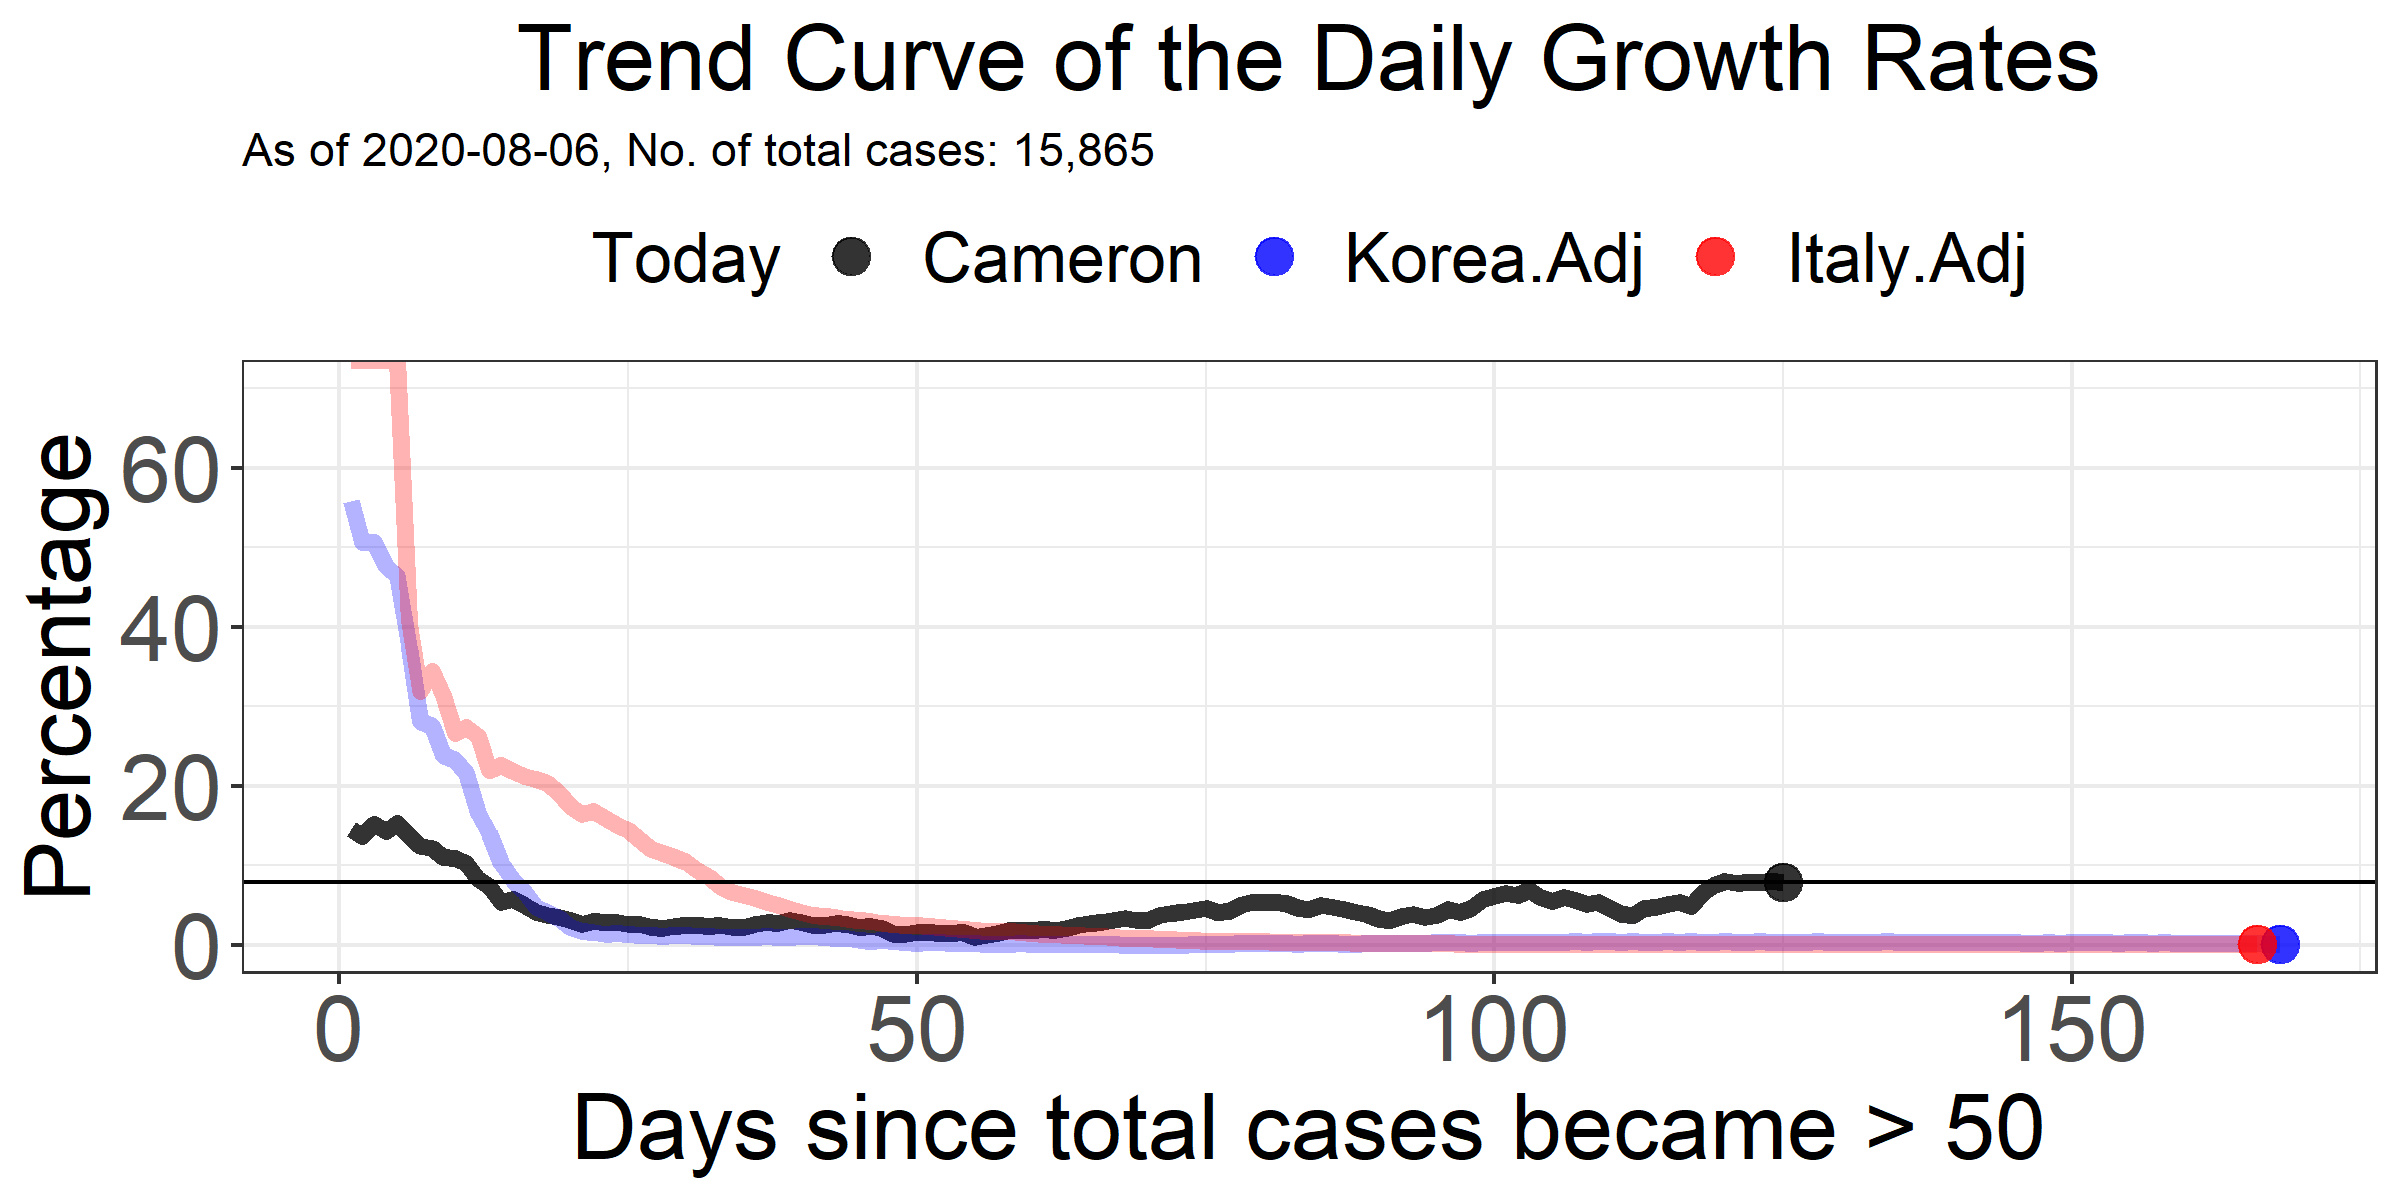 Trend Curve of the Daily Growth Rates
As of 2020-08-06, No. of total cases: 15,865
Today Cameron Korea.Adj Italy.Adj
Percentage
60
40
20
0
0 50 100 150
Days since total cases became > 50